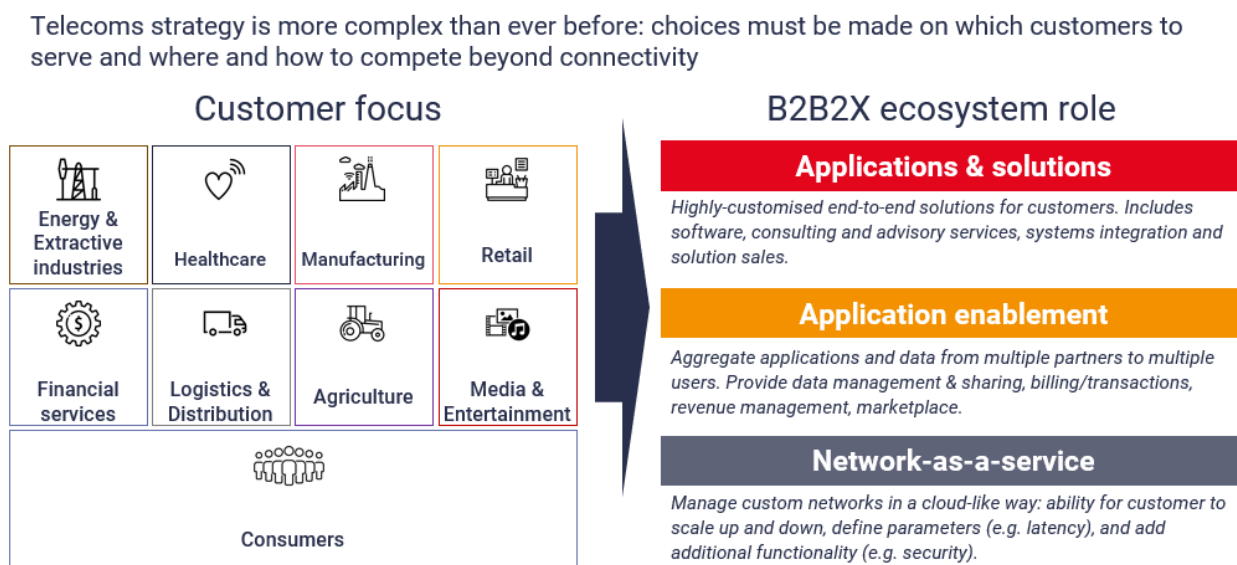 Telecoms strategy is more complex than ever before: choices must be made on which customers to
serve and where and how to compete beyond connectivity
Customer focus
Energy &
Extractive
industries
Healthcare
Manufacturing
Retail
Financial
services
Logistics &
Distribution
Agriculture
Media &
Entertainment
Consumers
B2B2X ecosystem role
Applications & solutions
Highly-customised end-to-end solutions for customers. Includes
software, consulting and advisory services, systems integration and
solution sales.
Application enablement
Aggregate applications and data from multiple partners to multiple
users. Provide data management & sharing, billing/transactions,
revenue management, marketplace.
Network-as-a-service
Manage custom networks in a cloud-like way: ability for customer to
scale up and down, define parameters (e.g. latency), and add
additional functionality (e.g. security).